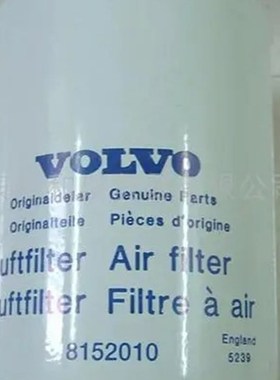 VOLVO
Originaldelar Genuine Parts
Originalteile Pièces d'origine
uftfilter Air filter
uftfilter Filtre à air
England
8152010 5239